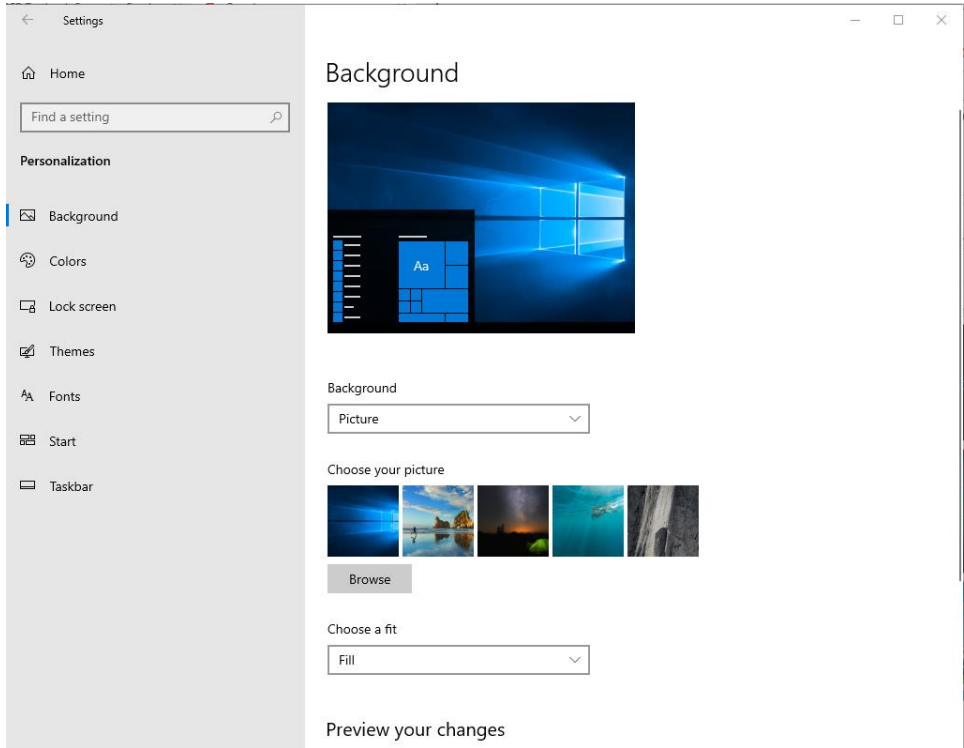 Settings
Home
Find a setting
Personalization
Background
Colors
Lock screen
Themes
Fonts
Start
Taskbar
Background
Aa
Background
Picture
Choose your picture
Browse
Choose a fit
Fill
Preview your changes